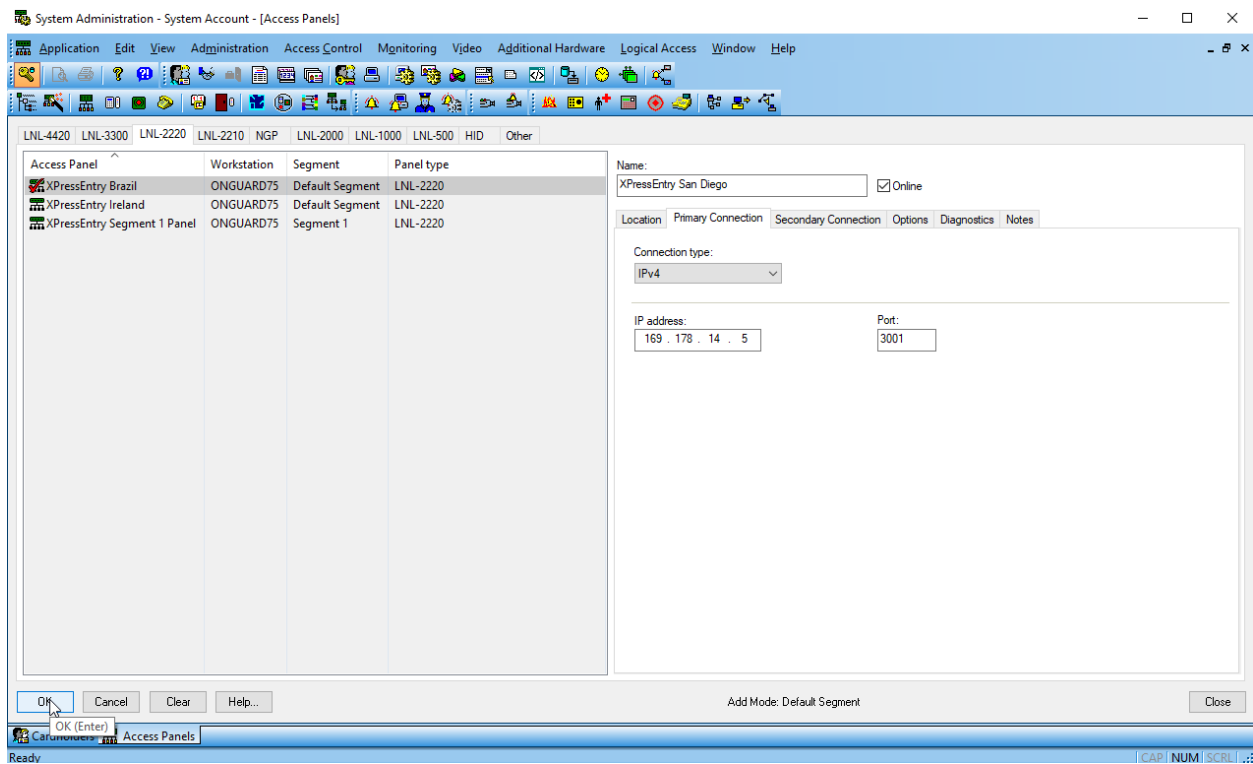 System Administration - System Account - [Access Panels]
Application Edit View Administration Access Control Monitoring Video Additional Hardware Logical Access Window Help
LNL-4420 LNL-3300 LNL-2220 LNL-2210 NGP LNL-2000 LNL-1000 LNL-500 HID Other
Access Panel Workstation Segment Panel type
XPressEntry Brazil ONGUARD75 Default Segment LNL-2220
XPressEntry Ireland ONGUARD75 Default Segment LNL-2220
XPressEntry Segment 1 Panel ONGUARD75 Segment 1 LNL-2220
Name:
XPressEntry San Diego Online
Location Primary Connection Secondary Connection Options Diagnostics Notes
Connection type:
IPv4
IP address: Port:
169 . 178 . 14 . 5 3001
OK Cancel Clear Help... Add Mode: Default Segment Close
OK (Enter)
Cardholders Access Panels
Ready CAP NUM SCRL